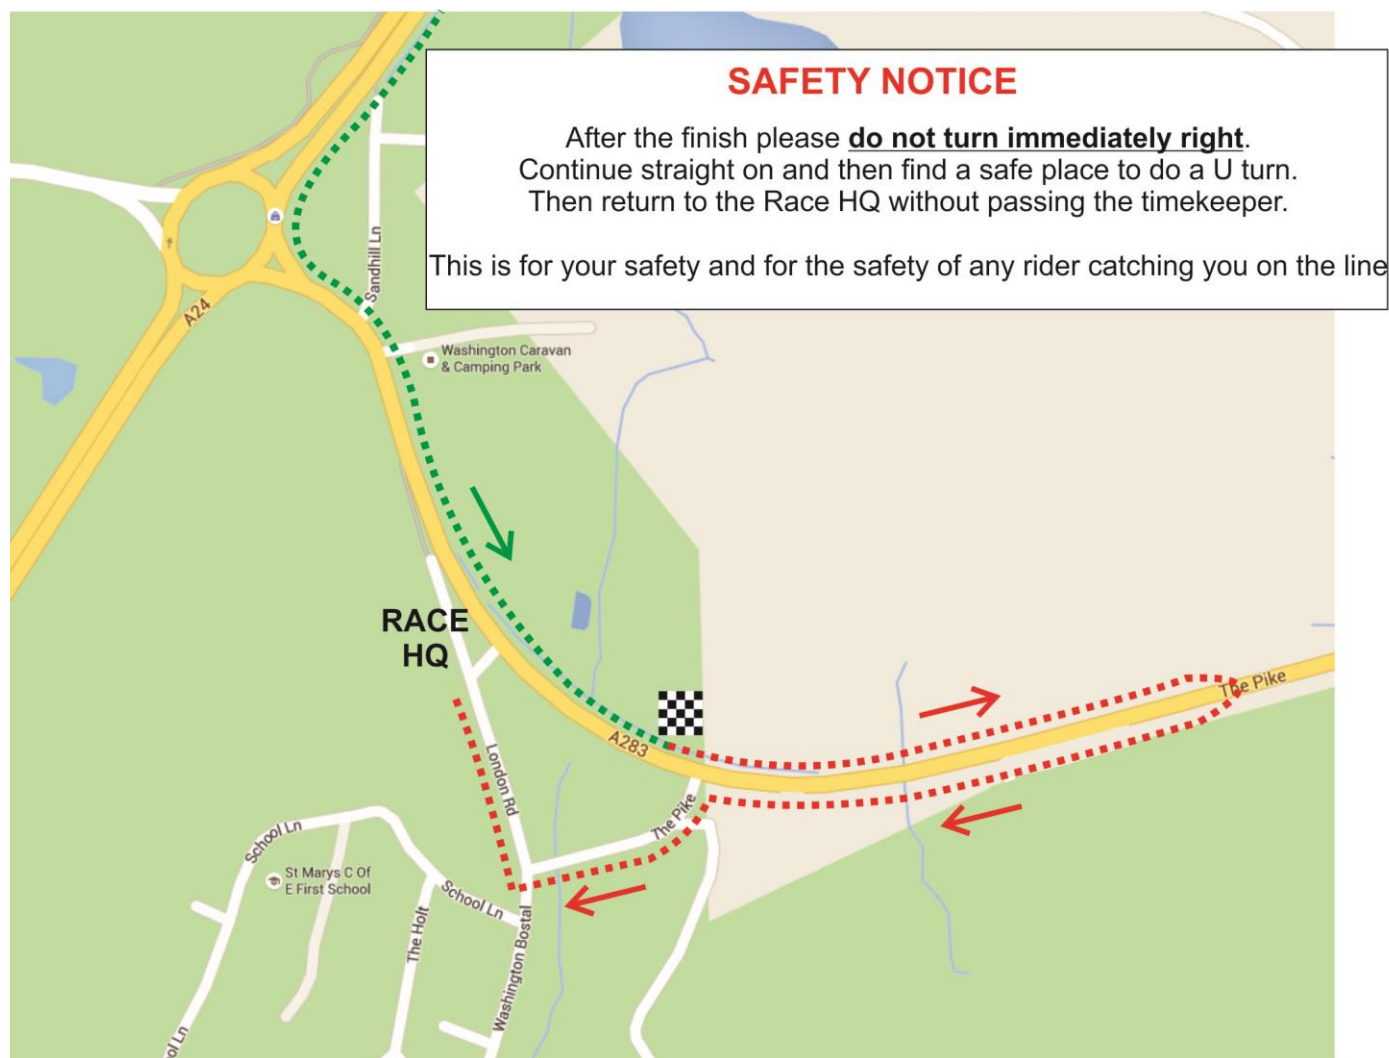 SAFETY NOTICE
After the finish please do not turn immediately right.
Continue straight on and then find a safe place to do a U turn.
Then return to the Race HQ without passing the timekeeper.
This is for your safety and for the safety of any rider catching you on the line
Sandhill Ln
A24
Washington Caravan
& Camping Park
RACE
HQ
The Pike
A283
London Rd
The Pike
School Ln
St Marys C Of
E First School
School Ln
The Holt
Washington Bostal
ool Ln